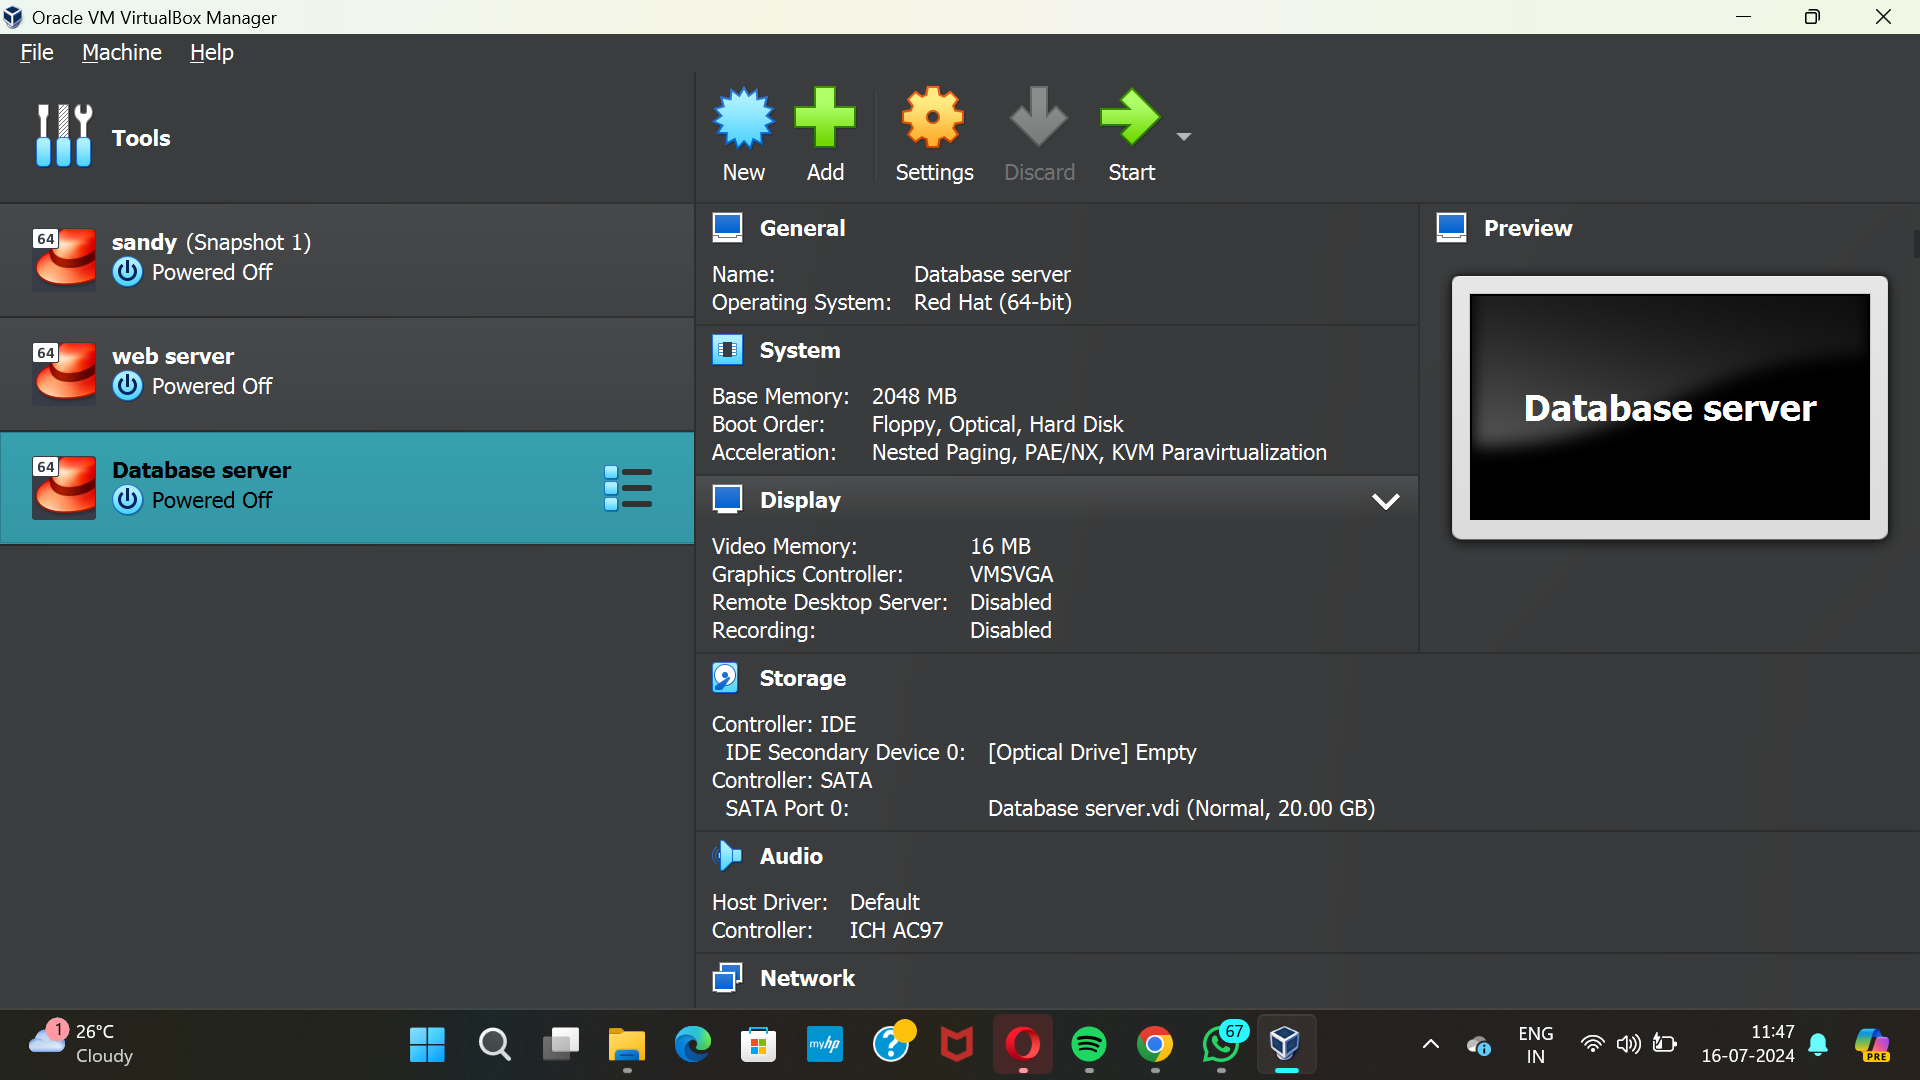 Oracle VM VirtualBox Manager
File Machine Help
Tools
New Add Settings Discard Start
64 sandy (Snapshot 1)
Powered Off
64 web server
Powered Off
64 Database server
Powered Off
General
Name: Database server
Operating System: Red Hat (64-bit)
System
Base Memory: 2048 MB
Boot Order: Floppy, Optical, Hard Disk
Acceleration: Nested Paging, PAE/NX, KVM Paravirtualization
Display
Video Memory: 16 MB
Graphics Controller: VMSVGA
Remote Desktop Server: Disabled
Recording: Disabled
Storage
Controller: IDE
IDE Secondary Device 0: [Optical Drive] Empty
Controller: SATA
SATA Port 0: Database server.vdi (Normal, 20.00 GB)
Audio
Host Driver: Default
Controller: ICH AC97
Network
Preview
Database server
1 26°C
Cloudy
myhp
67
ENG
IN
11:47
16-07-2024
PRE